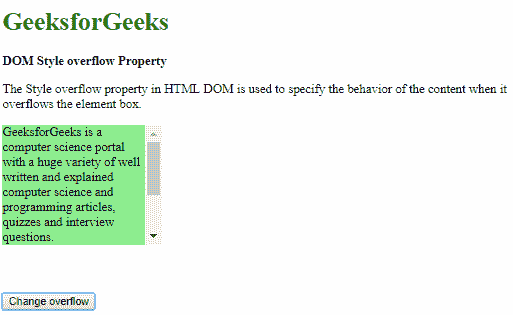 GeeksforGeeks
DOM Style overflow Property
The Style overflow property in HTML DOM is used to specify the behavior of the content when it
overflows the element box.
GeeksforGeeks is a
computer science portal
with a huge variety of well
written and explained
computer science and
programming articles,
quizzes and interview
questions.
Change overflow